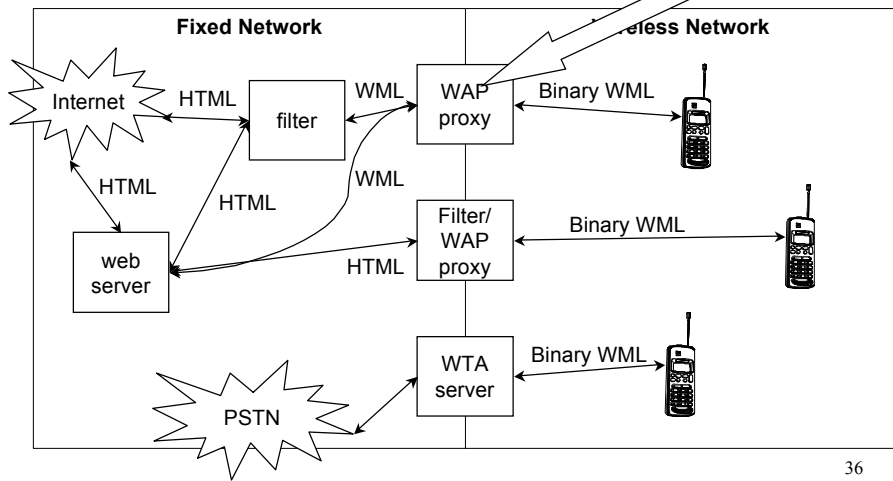 Fixed Network
Network
Internet
HTML
filter
WML
WAP
proxy
Binary WML
HTML
HTML
WML
web
server
HTML
Filter/
WAP
proxy
Binary WML
PSTN
WTA
server
Binary WML
36